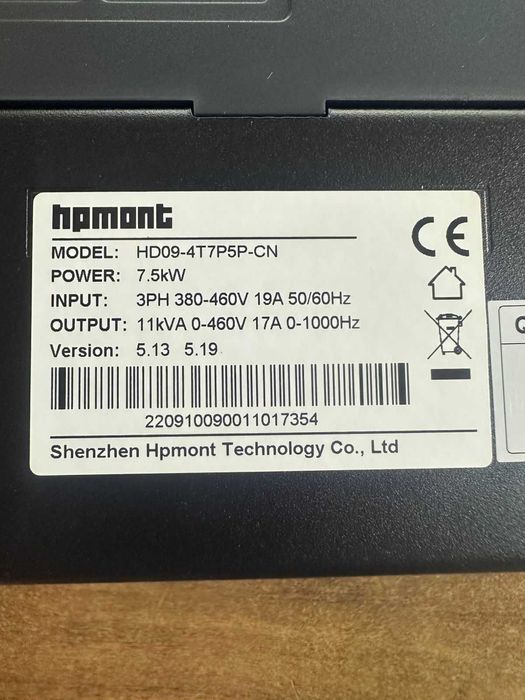 hpmont
CE
MODEL: HD09-4T7P5P-CN
POWER: 7.5kW
INPUT: 3PH 380-460V 19A 50/60Hz
OUTPUT: 11kVA 0-460V 17A 0-1000Hz
Version: 5.13 5.19
220910090011017354
Shenzhen Hpmont Technology Co., Ltd
Q